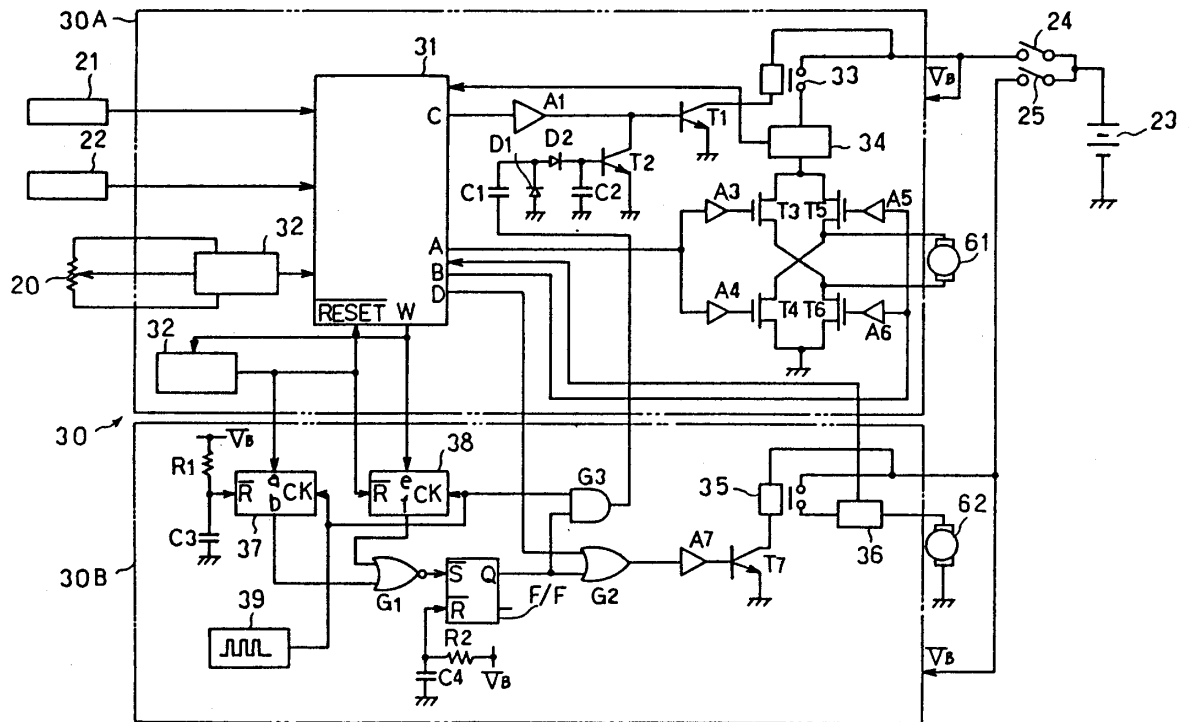 30A
21
22
20
32
31
C
A
B
D
RESET
W
32
A1
D1
D2
C1
C2
T2
T1
33
34
A3
T3
T5
A5
A4
T4
T6
A6
61
24
25
VB
23
30
30B
VB
R1
R
a
b
CK
C3
37
38
R
e
f
CK
39
G1
S
Q
R
F/F
R2
C4
VB
G3
G2
A7
T7
35
36
62
VB